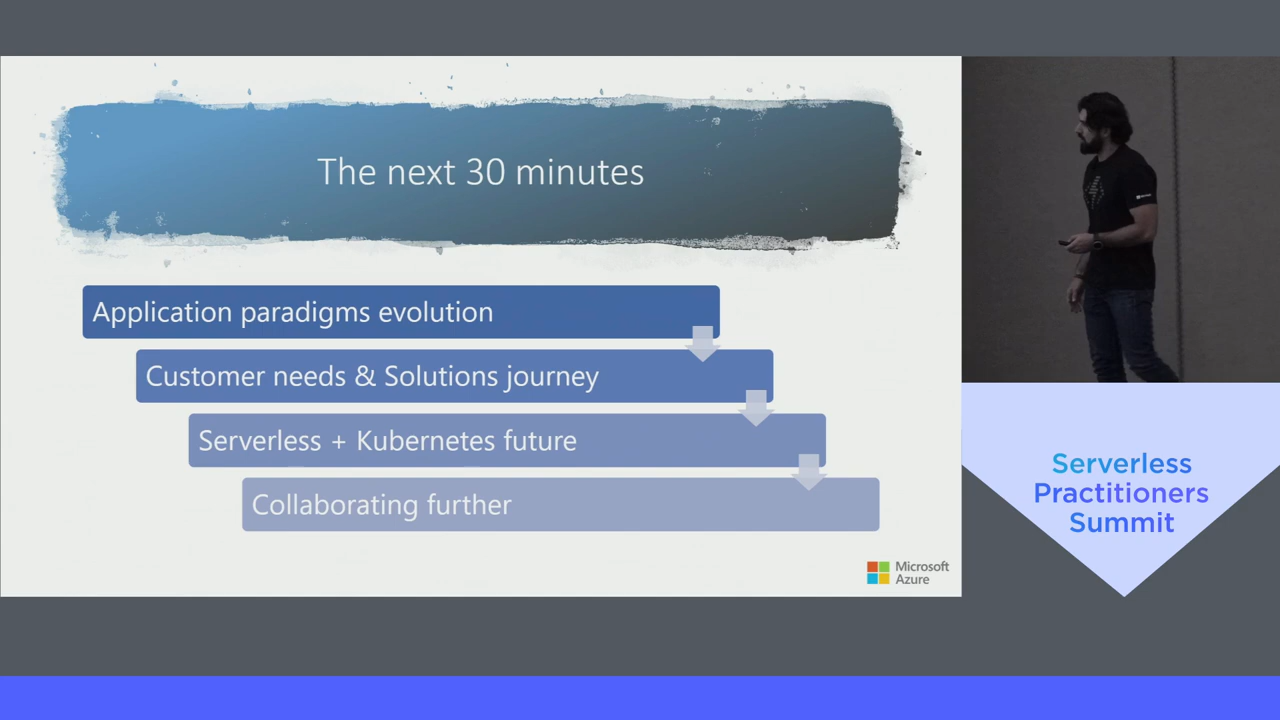 The next 30 minutes
Application paradigms evolution
Customer needs & Solutions journey
Serverless + Kubernetes future
Collaborating further
Microsoft
Azure
Serverless
Practitioners
Summit